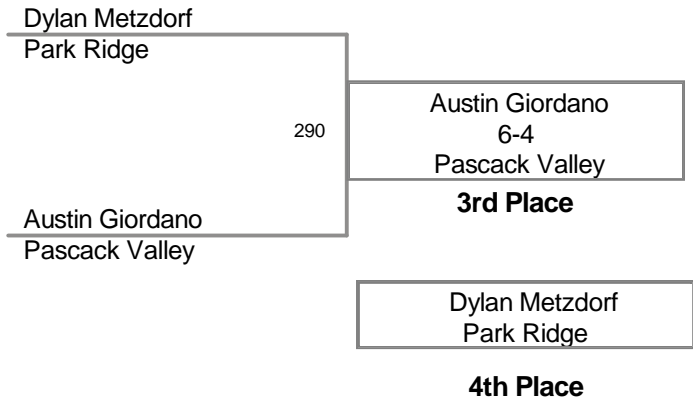 Dylan Metzdorf
Park Ridge
290
Austin Giordano
6-4
Pascack Valley
3rd Place
Austin Giordano
Pascack Valley
Dylan Metzdorf
Park Ridge
4th Place